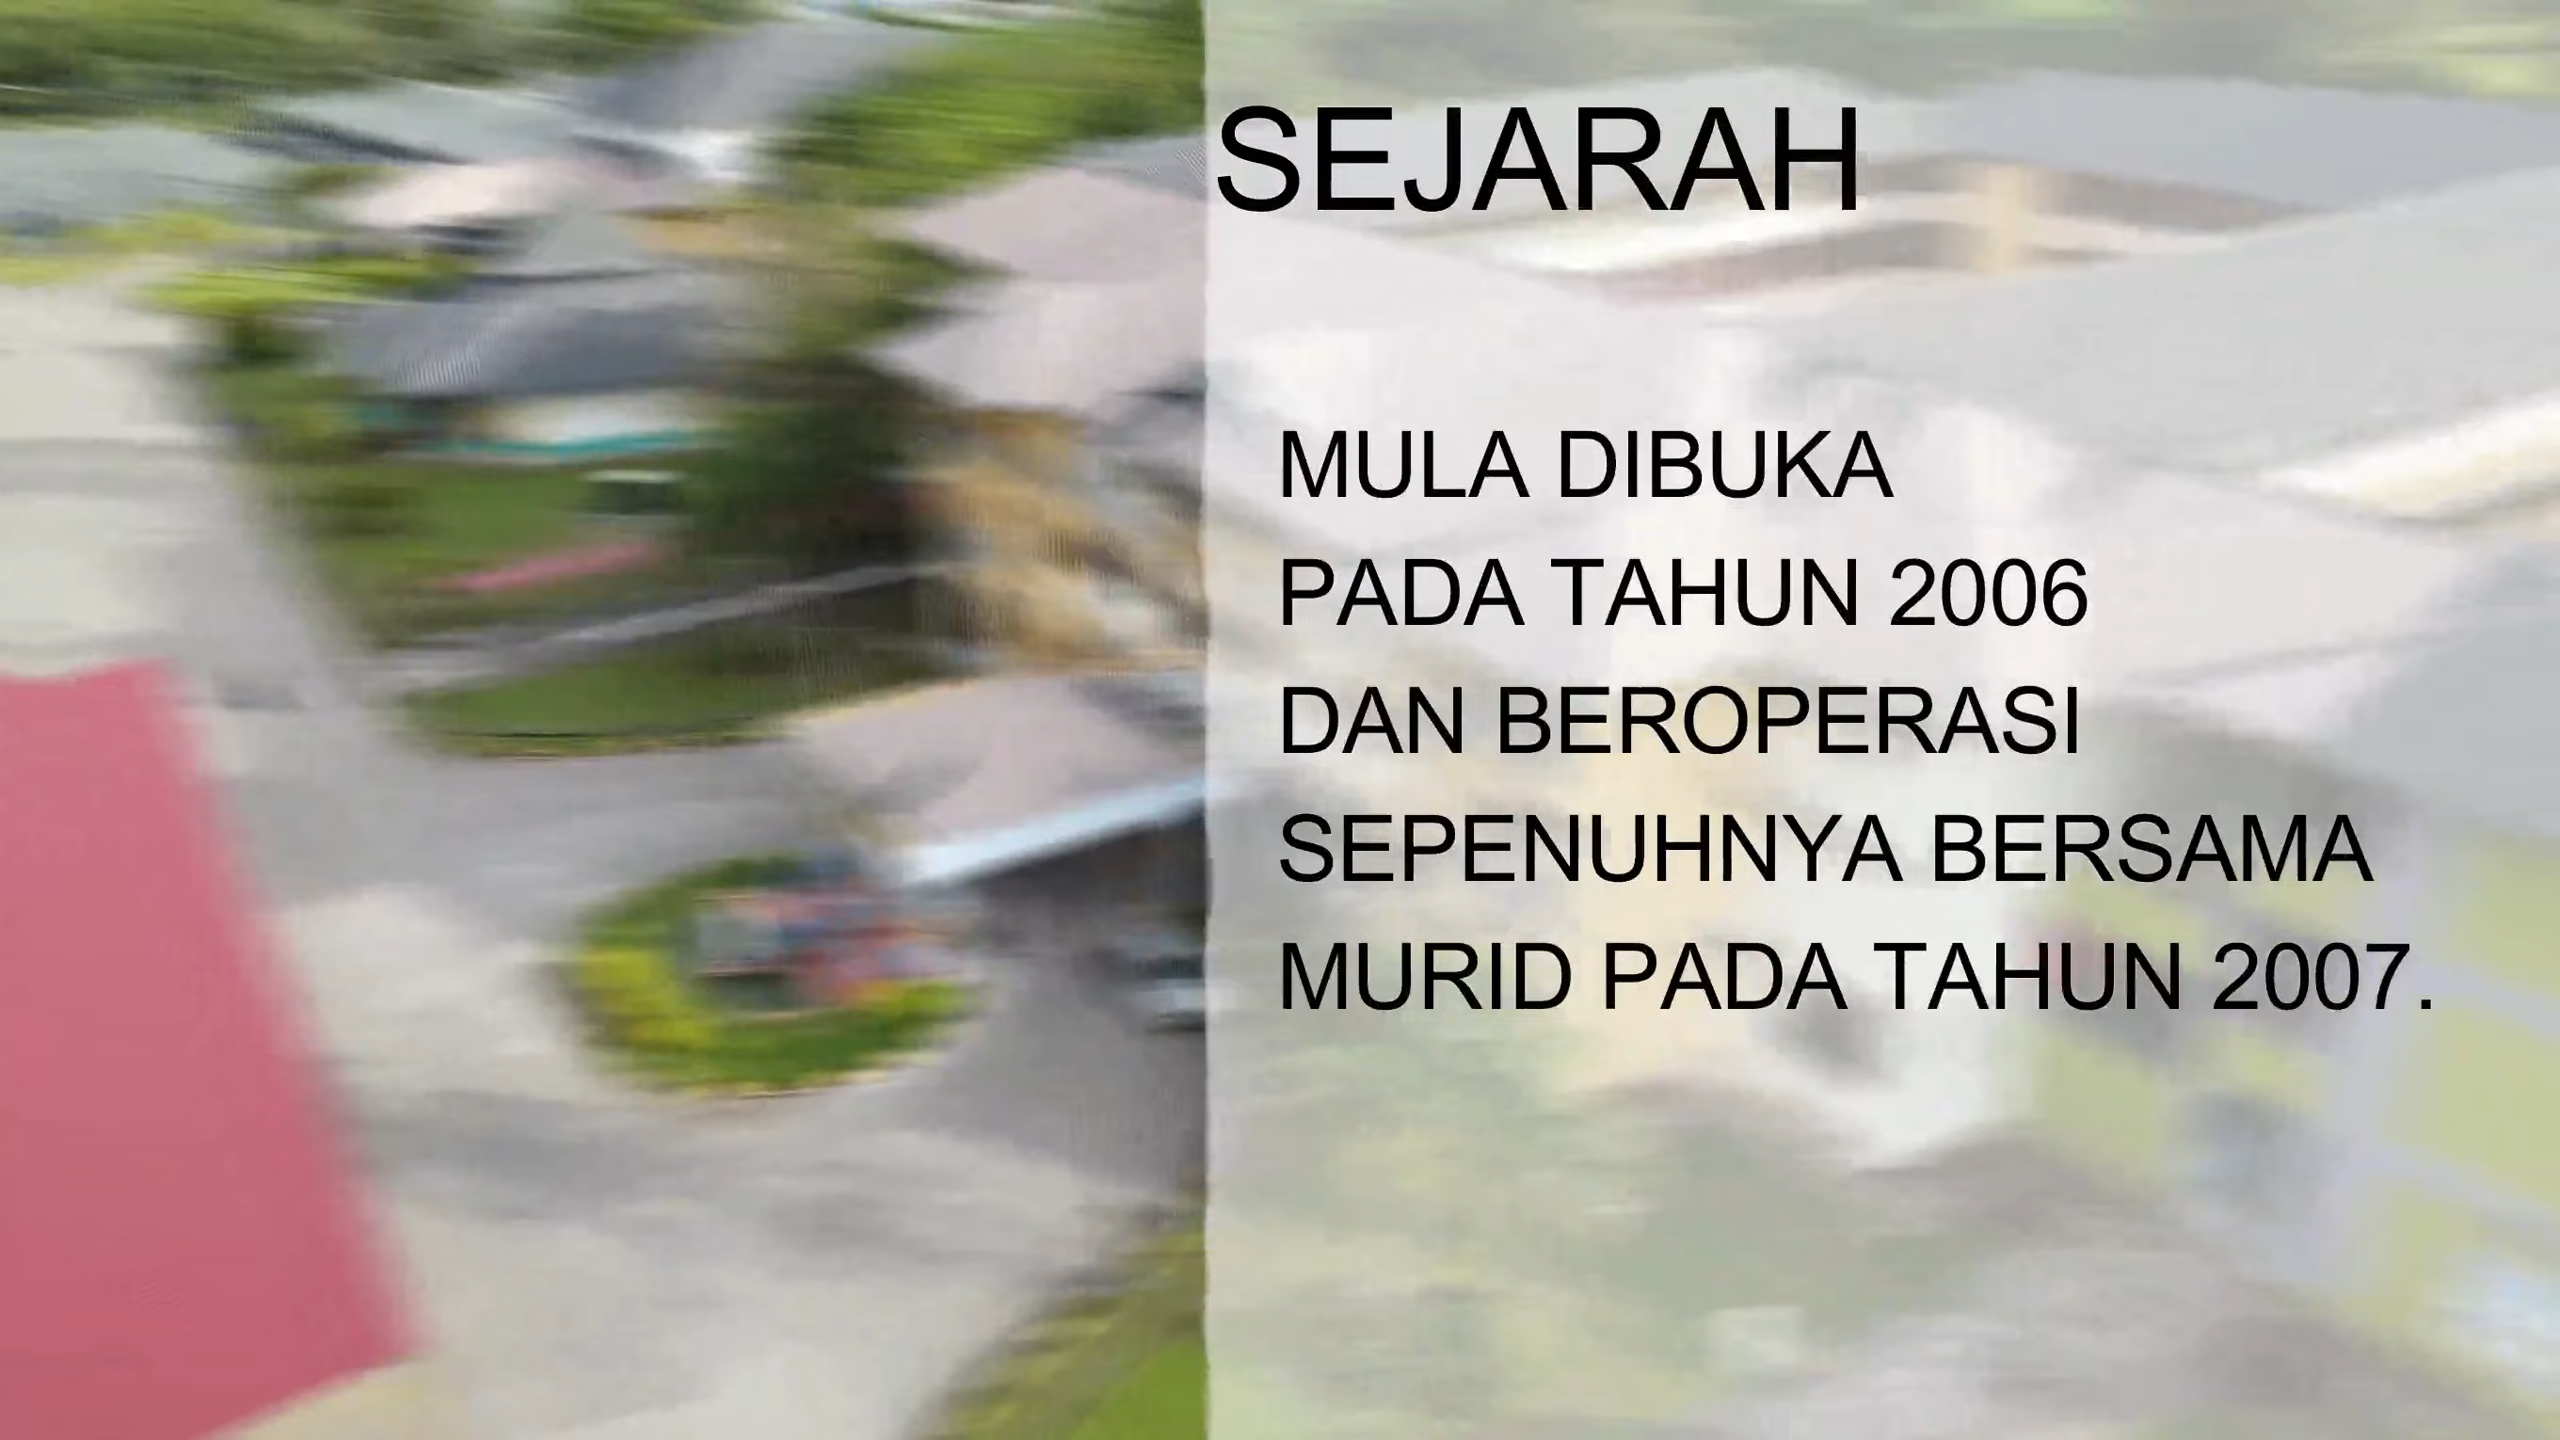 SEJARAH
MULA DIBUKA
PADA TAHUN 2006
DAN BEROPERASI
SEPENUHNYA BERSAMA
MURID PADA TAHUN 2007.